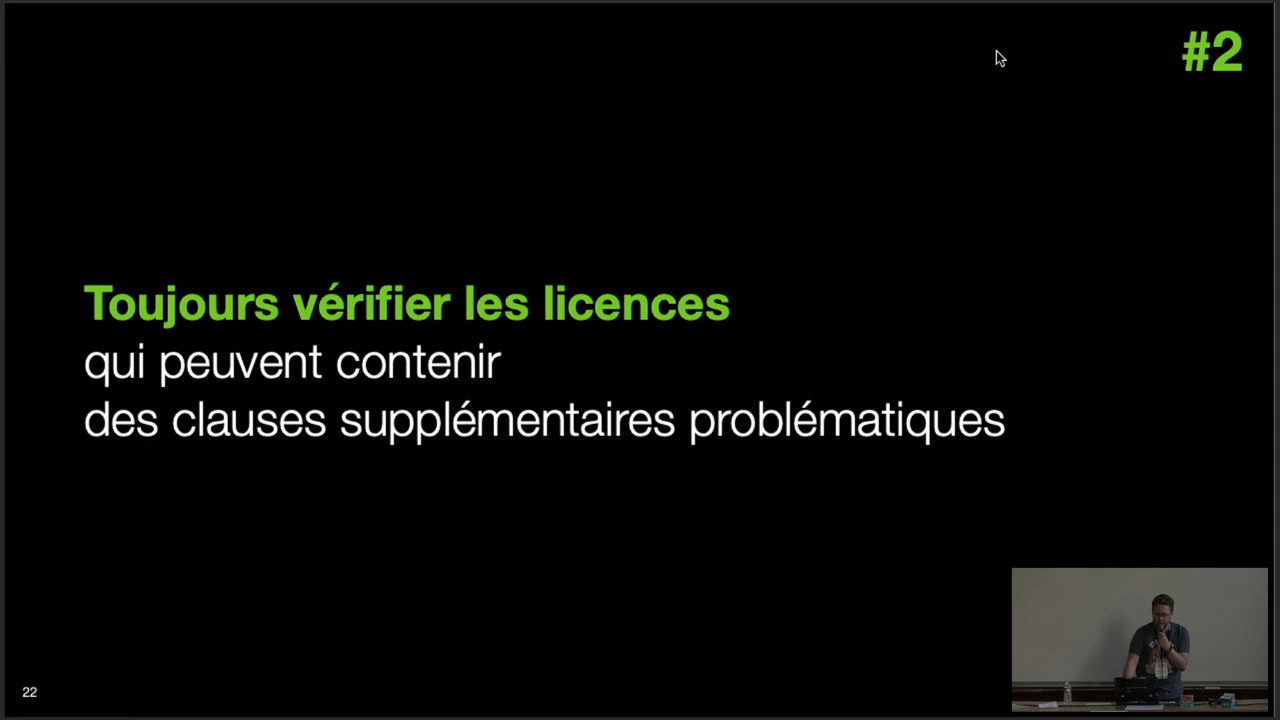 #2
Toujours vérifier les licences
qui peuvent contenir
des clauses supplémentaires problématiques
22